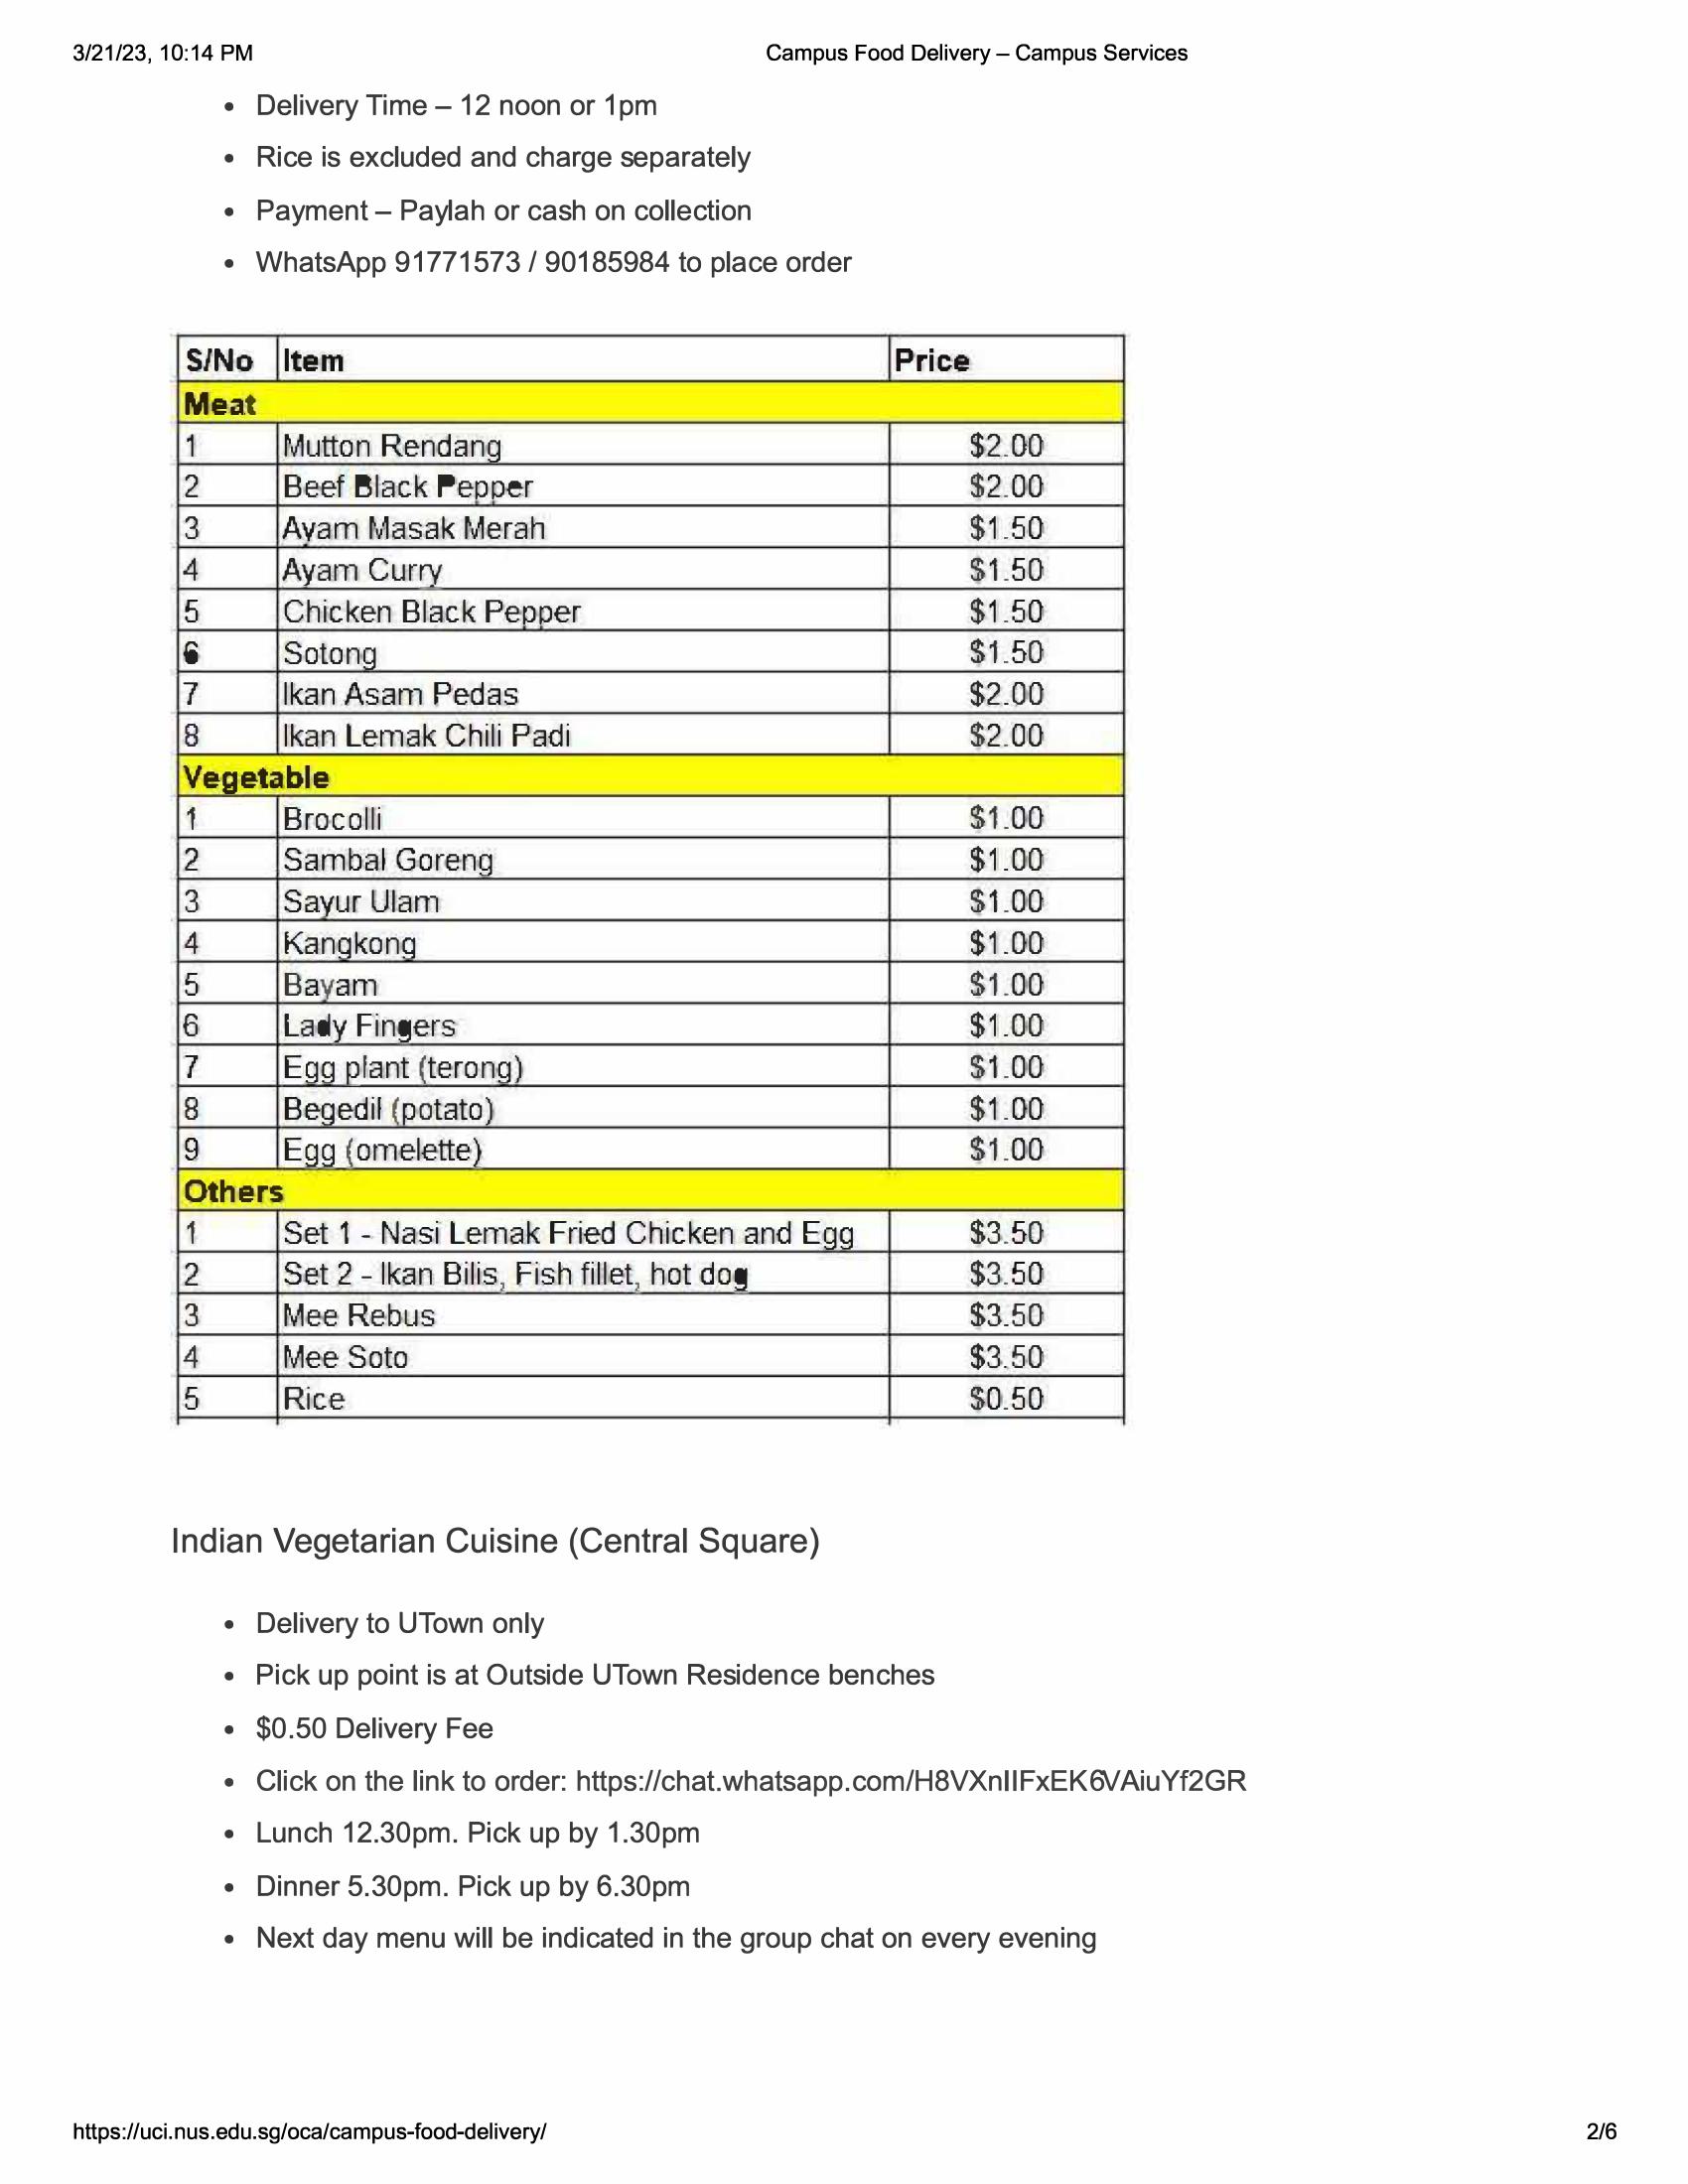 3/21/23, 10:14 PM Campus Food Delivery – Campus Services
• Delivery Time – 12 noon or 1pm
• Rice is excluded and charge separately
• Payment – Paylah or cash on collection
• WhatsApp 91771573 / 90185984 to place order
S/No Item Price
Meat
1 Mutton Rendang $2.00
2 Beef Black Pepper $2.00
3 Ayam Masak Merah $1.50
4 Ayam Curry $1.50
5 Chicken Black Pepper $1.50
6 Sotong $1.50
7 Ikan Asam Pedas $2.00
8 Ikan Lemak Chili Padi $2.00
Vegetable
1 Brocolli $1.00
2 Sambal Goreng $1.00
3 Sayur Ulam $1.00
4 Kangkong $1.00
5 Bayam $1.00
6 Lady Fingers $1.00
7 Egg plant (terong) $1.00
8 Begedil (potato) $1.00
9 Egg (omelette) $1.00
Others
1 Set 1 - Nasi Lemak Fried Chicken and Egg $3.50
2 Set 2 - Ikan Bilis, Fish fillet, hot dog $3.50
3 Mee Rebus $3.50
4 Mee Soto $3.50
5 Rice $0.50
Indian Vegetarian Cuisine (Central Square)
• Delivery to UTown only
• Pick up point is at Outside UTown Residence benches
• $0.50 Delivery Fee
• Click on the link to order: https://chat.whatsapp.com/H8VXnIIFxEK6VAiuYf2GR
• Lunch 12.30pm. Pick up by 1.30pm
• Dinner 5.30pm. Pick up by 6.30pm
• Next day menu will be indicated in the group chat on every evening
https://uci.nus.edu.sg/oca/campus-food-delivery/ 2/6